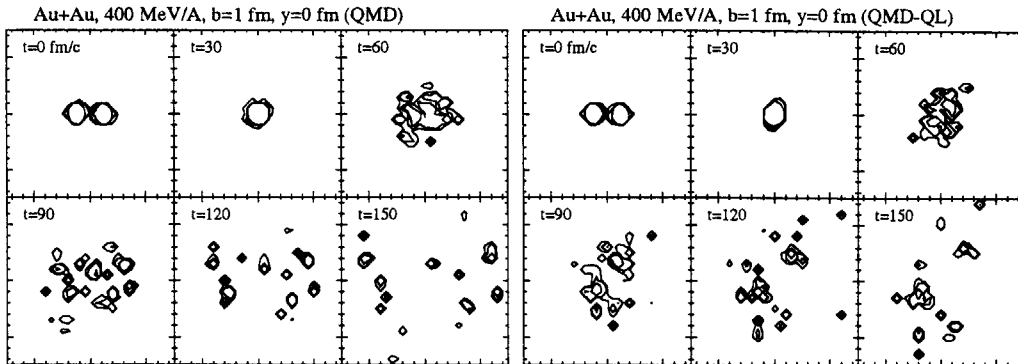 Au+Au, 400 MeV/A, b=1 fm, y=0 fm (QMD)
t=0 fm/c
t=30
t=60
t=90
t=120
t=150
Au+Au, 400 MeV/A, b=1 fm, y=0 fm (QMD-QL)
t=0 fm/c
t=30
t=60
t=90
t=120
t=150